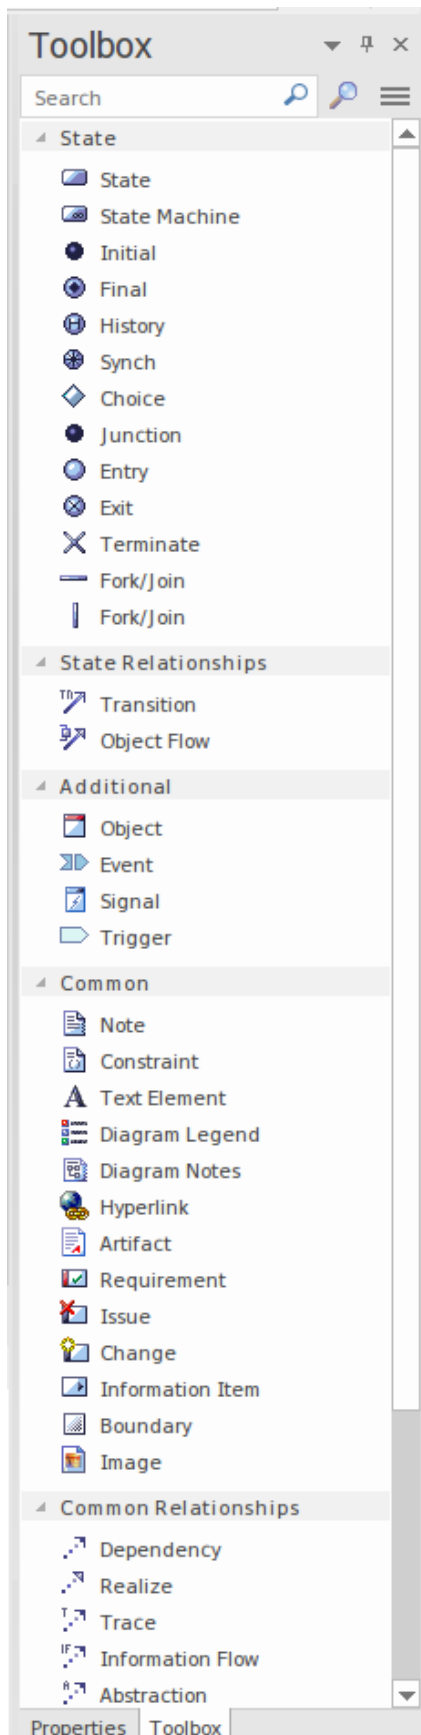 Toolbox
Search
State
State
State Machine
Initial
Final
History
Synch
Choice
Junction
Entry
Exit
Terminate
Fork/Join
Fork/Join
State Relationships
Transition
Object Flow
Additional
Object
Event
Signal
Trigger
Common
Note
Constraint
Text Element
Diagram Legend
Diagram Notes
Hyperlink
Artifact
Requirement
Issue
Change
Information Item
Boundary
Image
Common Relationships
Dependency
Realize
Trace
Information Flow
Abstraction
Properties Toolbox